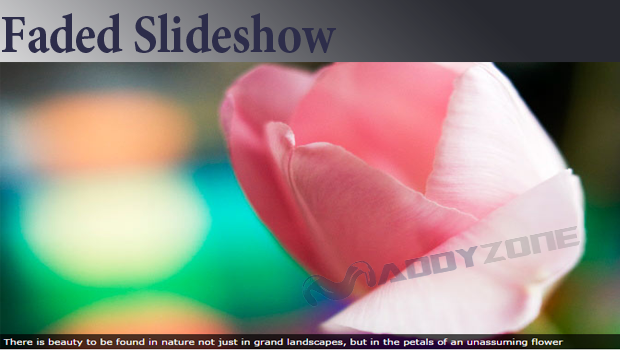 Faded Slideshow
ADDYZONE
There is beauty to be found in nature not just in grand landscapes, but in the petals of an unassuming flower